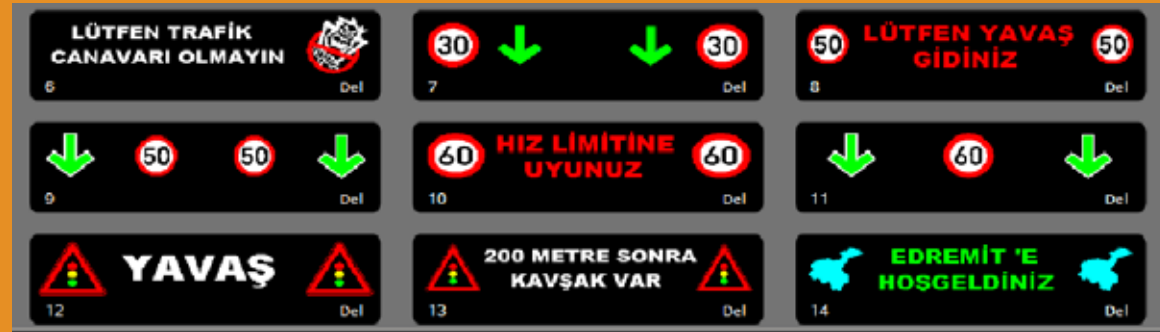 LÜTFEN TRAFİK
CANAVARI OLMAYIN
6 Del
30 30
7 Del
50 LÜTFEN YAVAŞ 50
GİDİNİZ
8 Del
50 50
9 Del
60 HIZ LİMİTİNE 60
UYUNUZ
10 Del
60
11 Del
YAVAŞ
12 Del
200 METRE SONRA
KAVŞAK VAR
13 Del
EDREMİT 'E
HOŞGELDİNİZ
14 Del